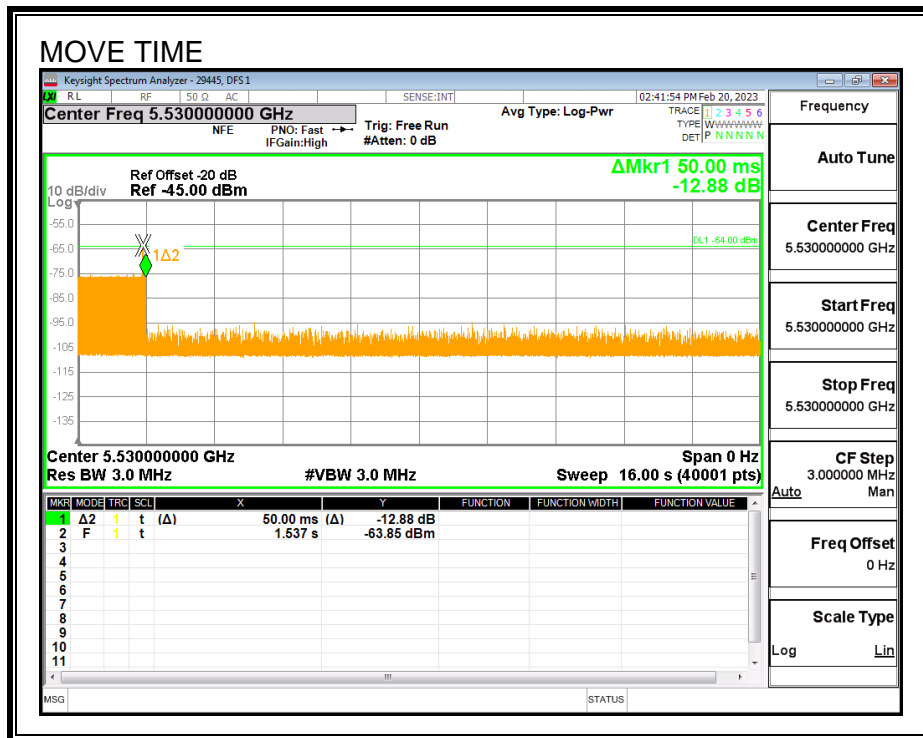 MOVE TIME
Keysight Spectrum Analyzer - 29445, DFS 1
LXI RL RF 50 Ω AC SENSE:INT 02:41:54 PM Feb 20, 2023
Center Freq 5.530000000 GHz
NFE
PNO: Fast
IFGain:High
Trig: Free Run
#Atten: 0 dB
Avg Type: Log-Pwr
TRACE 1 2 3 4 5 6
TYPE WWWWWW
DET P NNNNN
Ref Offset -20 dB
10 dB/div Ref -45.00 dBm
Log
ΔMkr1 50.00 ms
-12.88 dB
-55.0
-65.0
-75.0
-85.0
-95.0
-105
-115
-125
-135
1Δ2
DL1 -64.00 dBm
Center 5.530000000 GHz Span 0 Hz
Res BW 3.0 MHz #VBW 3.0 MHz Sweep 16.00 s (40001 pts)
MKR MODE TRC SCL X Y FUNCTION FUNCTION WIDTH FUNCTION VALUE
1 Δ2 1 t (Δ) 50.00 ms (Δ) -12.88 dB
2 F 1 t 1.537 s -63.85 dBm
3
4
5
6
7
8
9
10
11
MSG STATUS
Frequency
Auto Tune
Center Freq
5.530000000 GHz
Start Freq
5.530000000 GHz
Stop Freq
5.530000000 GHz
CF Step
3.000000 MHz
Auto Man
Freq Offset
0 Hz
Scale Type
Log Lin